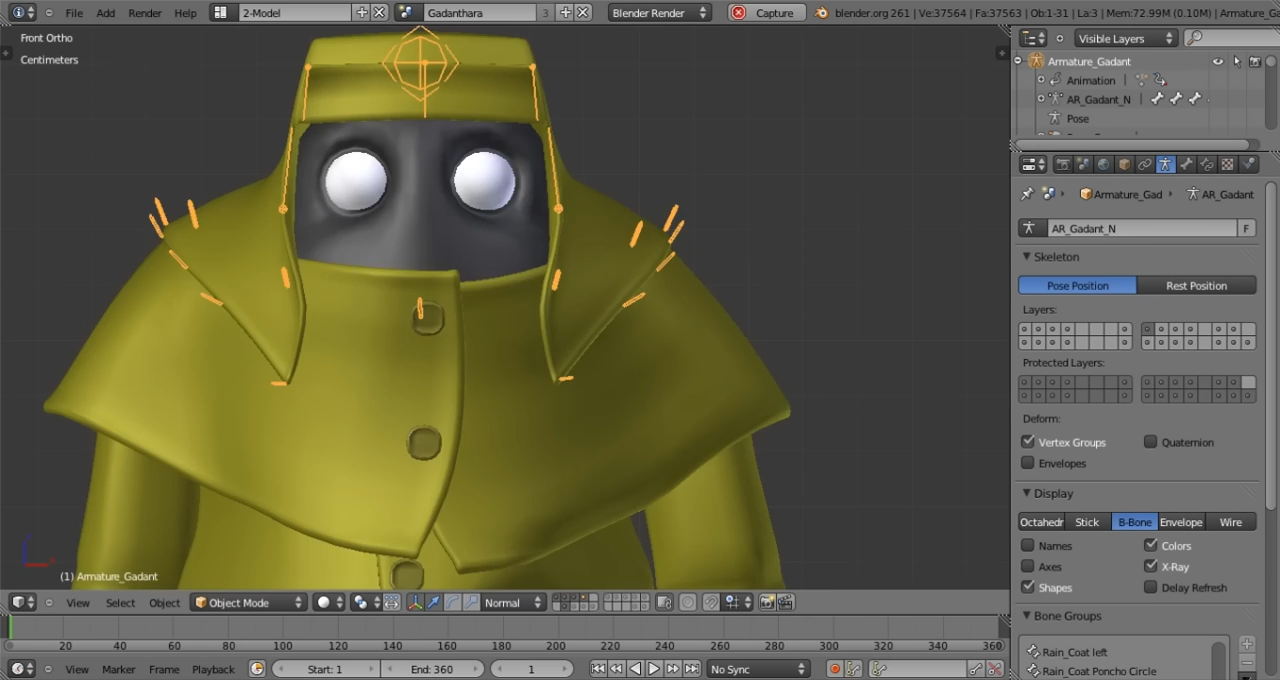 File Add Render Help 2-Model Gadanthara 3 Blender Render Capture blender.org 261 | Ve:37564 | Fa:37563 | Ob:1-31 | La:3 | Mem:72.99M (0.10M) | Armature_Ga
Front Ortho
Centimeters
Visible Layers
Armature_Gadant
Animation
AR_Gadant_N
Pose
Armature_Gad AR_Gadant
AR_Gadant_N F
Skeleton
Pose Position Rest Position
Layers:
Protected Layers:
Deform:
Vertex Groups Quaternion
Envelopes
Display
Octahedr Stick B-Bone Envelope Wire
Names Colors
Axes X-Ray
Shapes Delay Refresh
Bone Groups
Rain_Coat left
Rain_Coat Poncho Circle
(1) Armature_Gadant
View Select Object Object Mode Normal
20 40 60 80 100 120 140 160 180 200 220 240 260 280 300 320 340 360
View Marker Frame Playback Start: 1 End: 360 1 No Sync